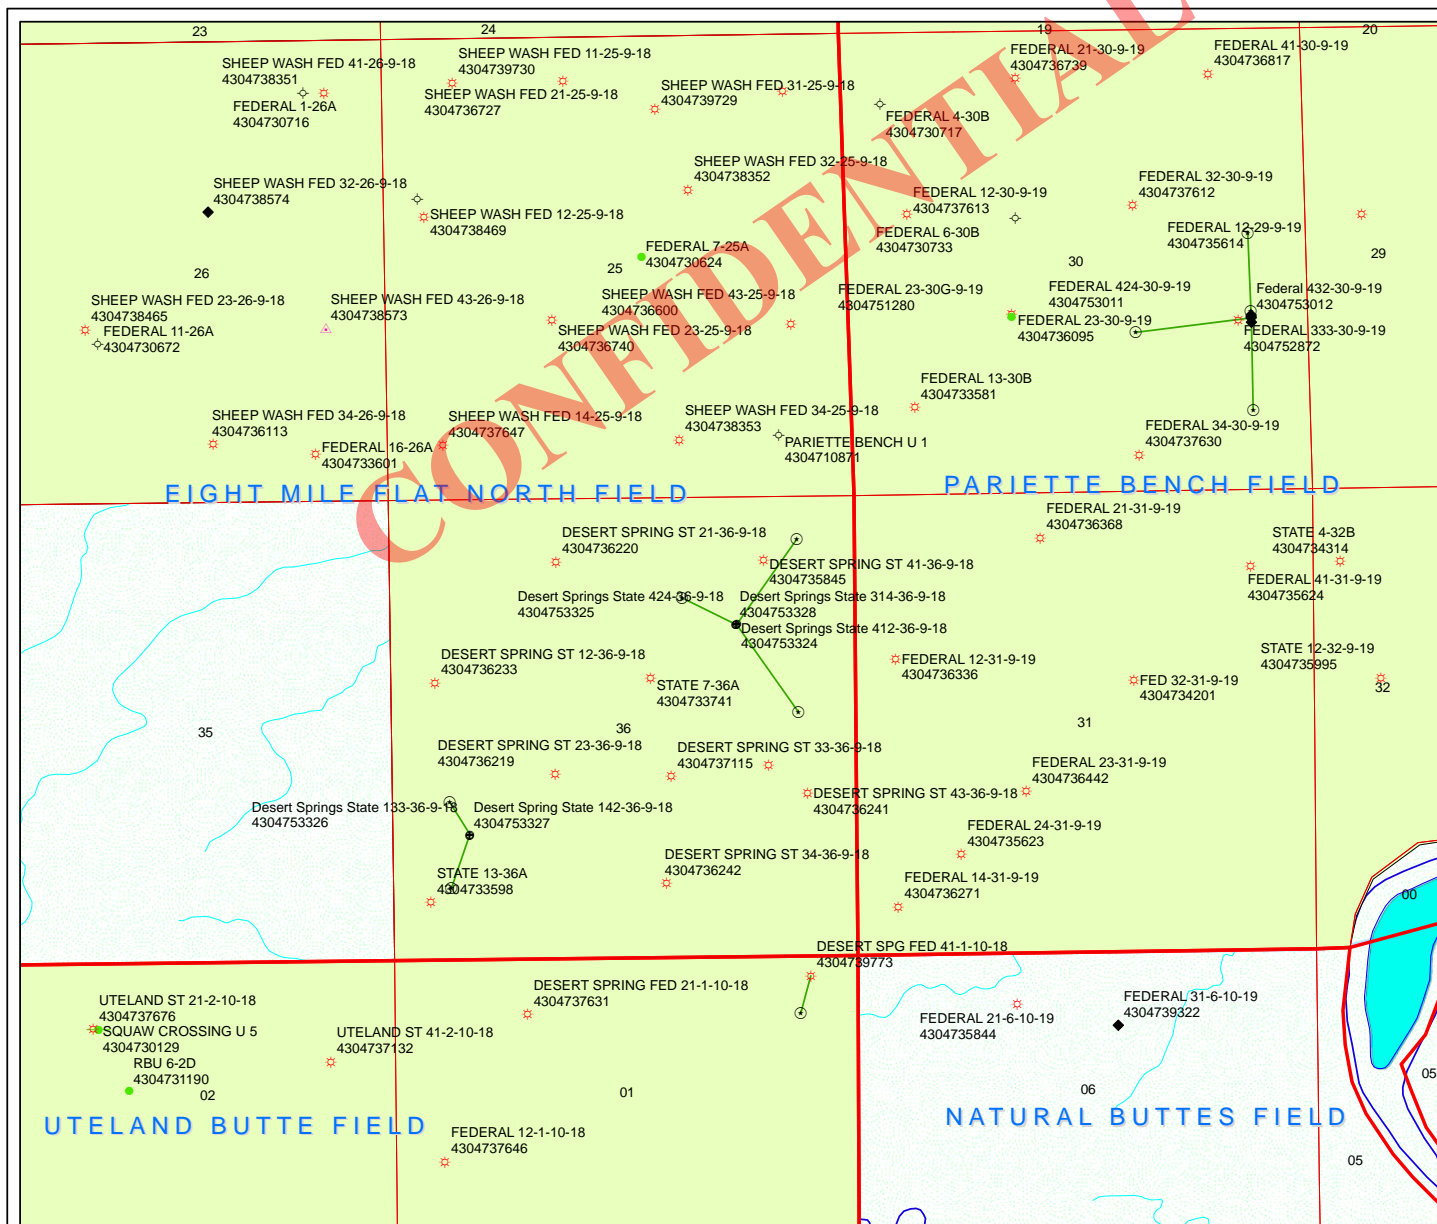 23
24
19
20
SHEEP WASH FED 41-26-9-18
4304738351
FEDERAL 1-26A
4304730716
SHEEP WASH FED 11-25-9-18
4304739730
SHEEP WASH FED 21-25-9-18
4304736727
SHEEP WASH FED 31-25-9-18
4304739729
FEDERAL 21-30-9-19
4304736739
FEDERAL 41-30-9-19
4304736817
FEDERAL 4-30B
4304730717
SHEEP WASH FED 32-26-9-18
4304738574
SHEEP WASH FED 12-25-9-18
4304738469
SHEEP WASH FED 32-25-9-18
4304738352
FEDERAL 12-30-9-19
4304737613
FEDERAL 6-30B
4304730733
FEDERAL 32-30-9-19
4304737612
FEDERAL 12-29-9-19
4304735614
FEDERAL 7-25A
4304730624
26
25
30
29
SHEEP WASH FED 23-26-9-18
4304738465
FEDERAL 11-26A
4304730672
SHEEP WASH FED 43-26-9-18
4304738573
SHEEP WASH FED 43-25-9-18
4304736600
SHEEP WASH FED 23-25-9-18
4304736740
FEDERAL 23-30G-9-19
4304751280
FEDERAL 424-30-9-19
4304753011
FEDERAL 23-30-9-19
4304736095
Federal 432-30-9-19
4304753012
FEDERAL 333-30-9-19
4304752872
FEDERAL 13-30B
4304733581
SHEEP WASH FED 34-26-9-18
4304736113
FEDERAL 16-26A
4304733601
SHEEP WASH FED 14-25-9-18
4304737647
SHEEP WASH FED 34-25-9-18
4304738353
PARIETTE BENCH U 1
4304710871
FEDERAL 34-30-9-19
4304737630
CONFIDENTIAL
EIGHT MILE FLAT NORTH FIELD
PARIETTE BENCH FIELD
DESERT SPRING ST 21-36-9-18
4304736220
DESERT SPRING ST 41-36-9-18
4304735845
FEDERAL 21-31-9-19
4304736368
STATE 4-32B
4304734314
FEDERAL 41-31-9-19
4304735624
Desert Springs State 424-36-9-18
4304753325
Desert Springs State 314-36-9-18
4304753328
Desert Springs State 412-36-9-18
4304753324
DESERT SPRING ST 12-36-9-18
4304736233
STATE 7-36A
4304733741
FEDERAL 12-31-9-19
4304736336
FED 32-31-9-19
4304734201
STATE 12-32-9-19
4304735995
32
35
36
31
DESERT SPRING ST 23-36-9-18
4304736219
DESERT SPRING ST 33-36-9-18
4304737115
DESERT SPRING ST 43-36-9-18
4304736241
FEDERAL 23-31-9-19
4304736442
Desert Springs State 133-36-9-18
4304753326
Desert Spring State 142-36-9-18
4304753327
FEDERAL 24-31-9-19
4304735623
STATE 13-36A
4304733598
DESERT SPRING ST 34-36-9-18
4304736242
FEDERAL 14-31-9-19
4304736271
00
DESERT SPG FED 41-1-10-18
4304739773
UTELAND ST 21-2-10-18
4304737676
SQUAW CROSSING U 5
4304730129
RBU 6-2D
4304731190
UTELAND ST 41-2-10-18
4304737132
DESERT SPRING FED 21-1-10-18
4304737631
FEDERAL 21-6-10-19
4304735844
FEDERAL 31-6-10-19
4304739322
02
01
06
05
UTELAND BUTTE FIELD
NATURAL BUTTES FIELD
FEDERAL 12-1-10-18
4304737646
05